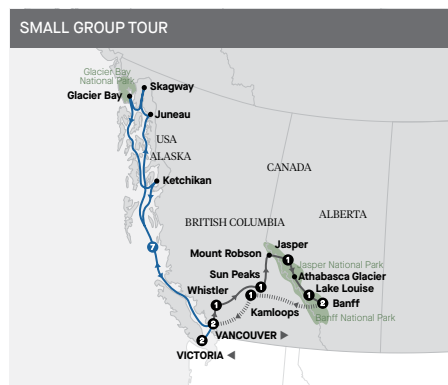 SMALL GROUP TOUR
Glacier Bay
National Park
Glacier Bay
Skagway
Juneau
USA
ALASKA
Ketchikan
CANADA
BRITISH COLUMBIA
ALBERTA
7
Mount Robson
Jasper
1
Jasper National Park
Athabasca Glacier
Sun Peaks
1
Lake Louise
1
Whistler
1
1
Kamloops
2
Banff
Banff National Park
2
VANCOUVER ▶
2
VICTORIA ◀